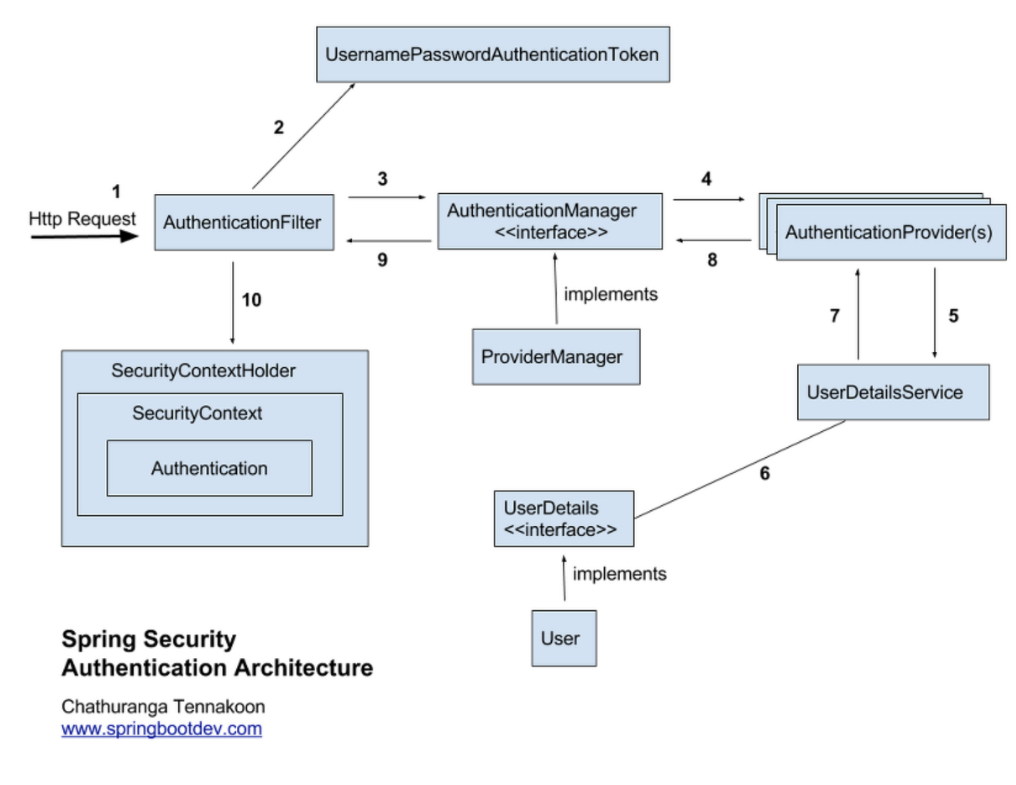 UsernamePasswordAuthenticationToken
2
1
Http Request
AuthenticationFilter
3
9
AuthenticationManager
<<interface>>
4
8
AuthenticationProvider(s)
implements
ProviderManager
7
5
UserDetailsService
10
SecurityContextHolder
SecurityContext
Authentication
6
UserDetails
<<interface>>
implements
User
Spring Security
Authentication Architecture
Chathuranga Tennakoon
www.springbootdev.com